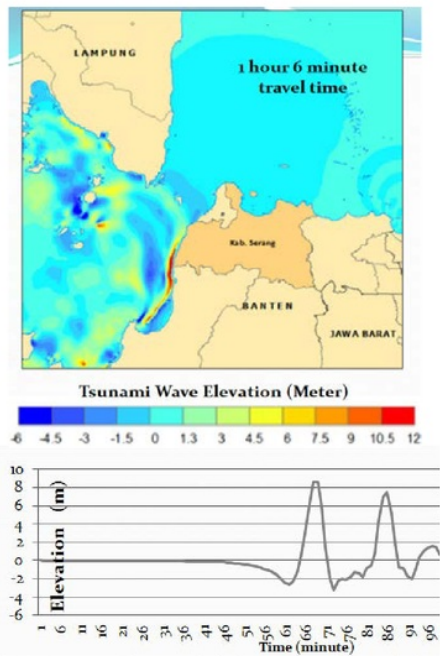 LAMPUNG
1 hour 6 minute
travel time
Kab. Serang
BANTEN
JAWA BARAT
Tsunami Wave Elevation (Meter)
-6 -4.5 -3 -1.5 0 1.3 4.5 6 7.5 9 10.5 12
10
8
6
4
2
0
-2
-4
-6
Elevation (m)
1 6 11 16 21 26 31 36 41 46 51 56 61 66 71 76 81 86 91 96
Time (minute)